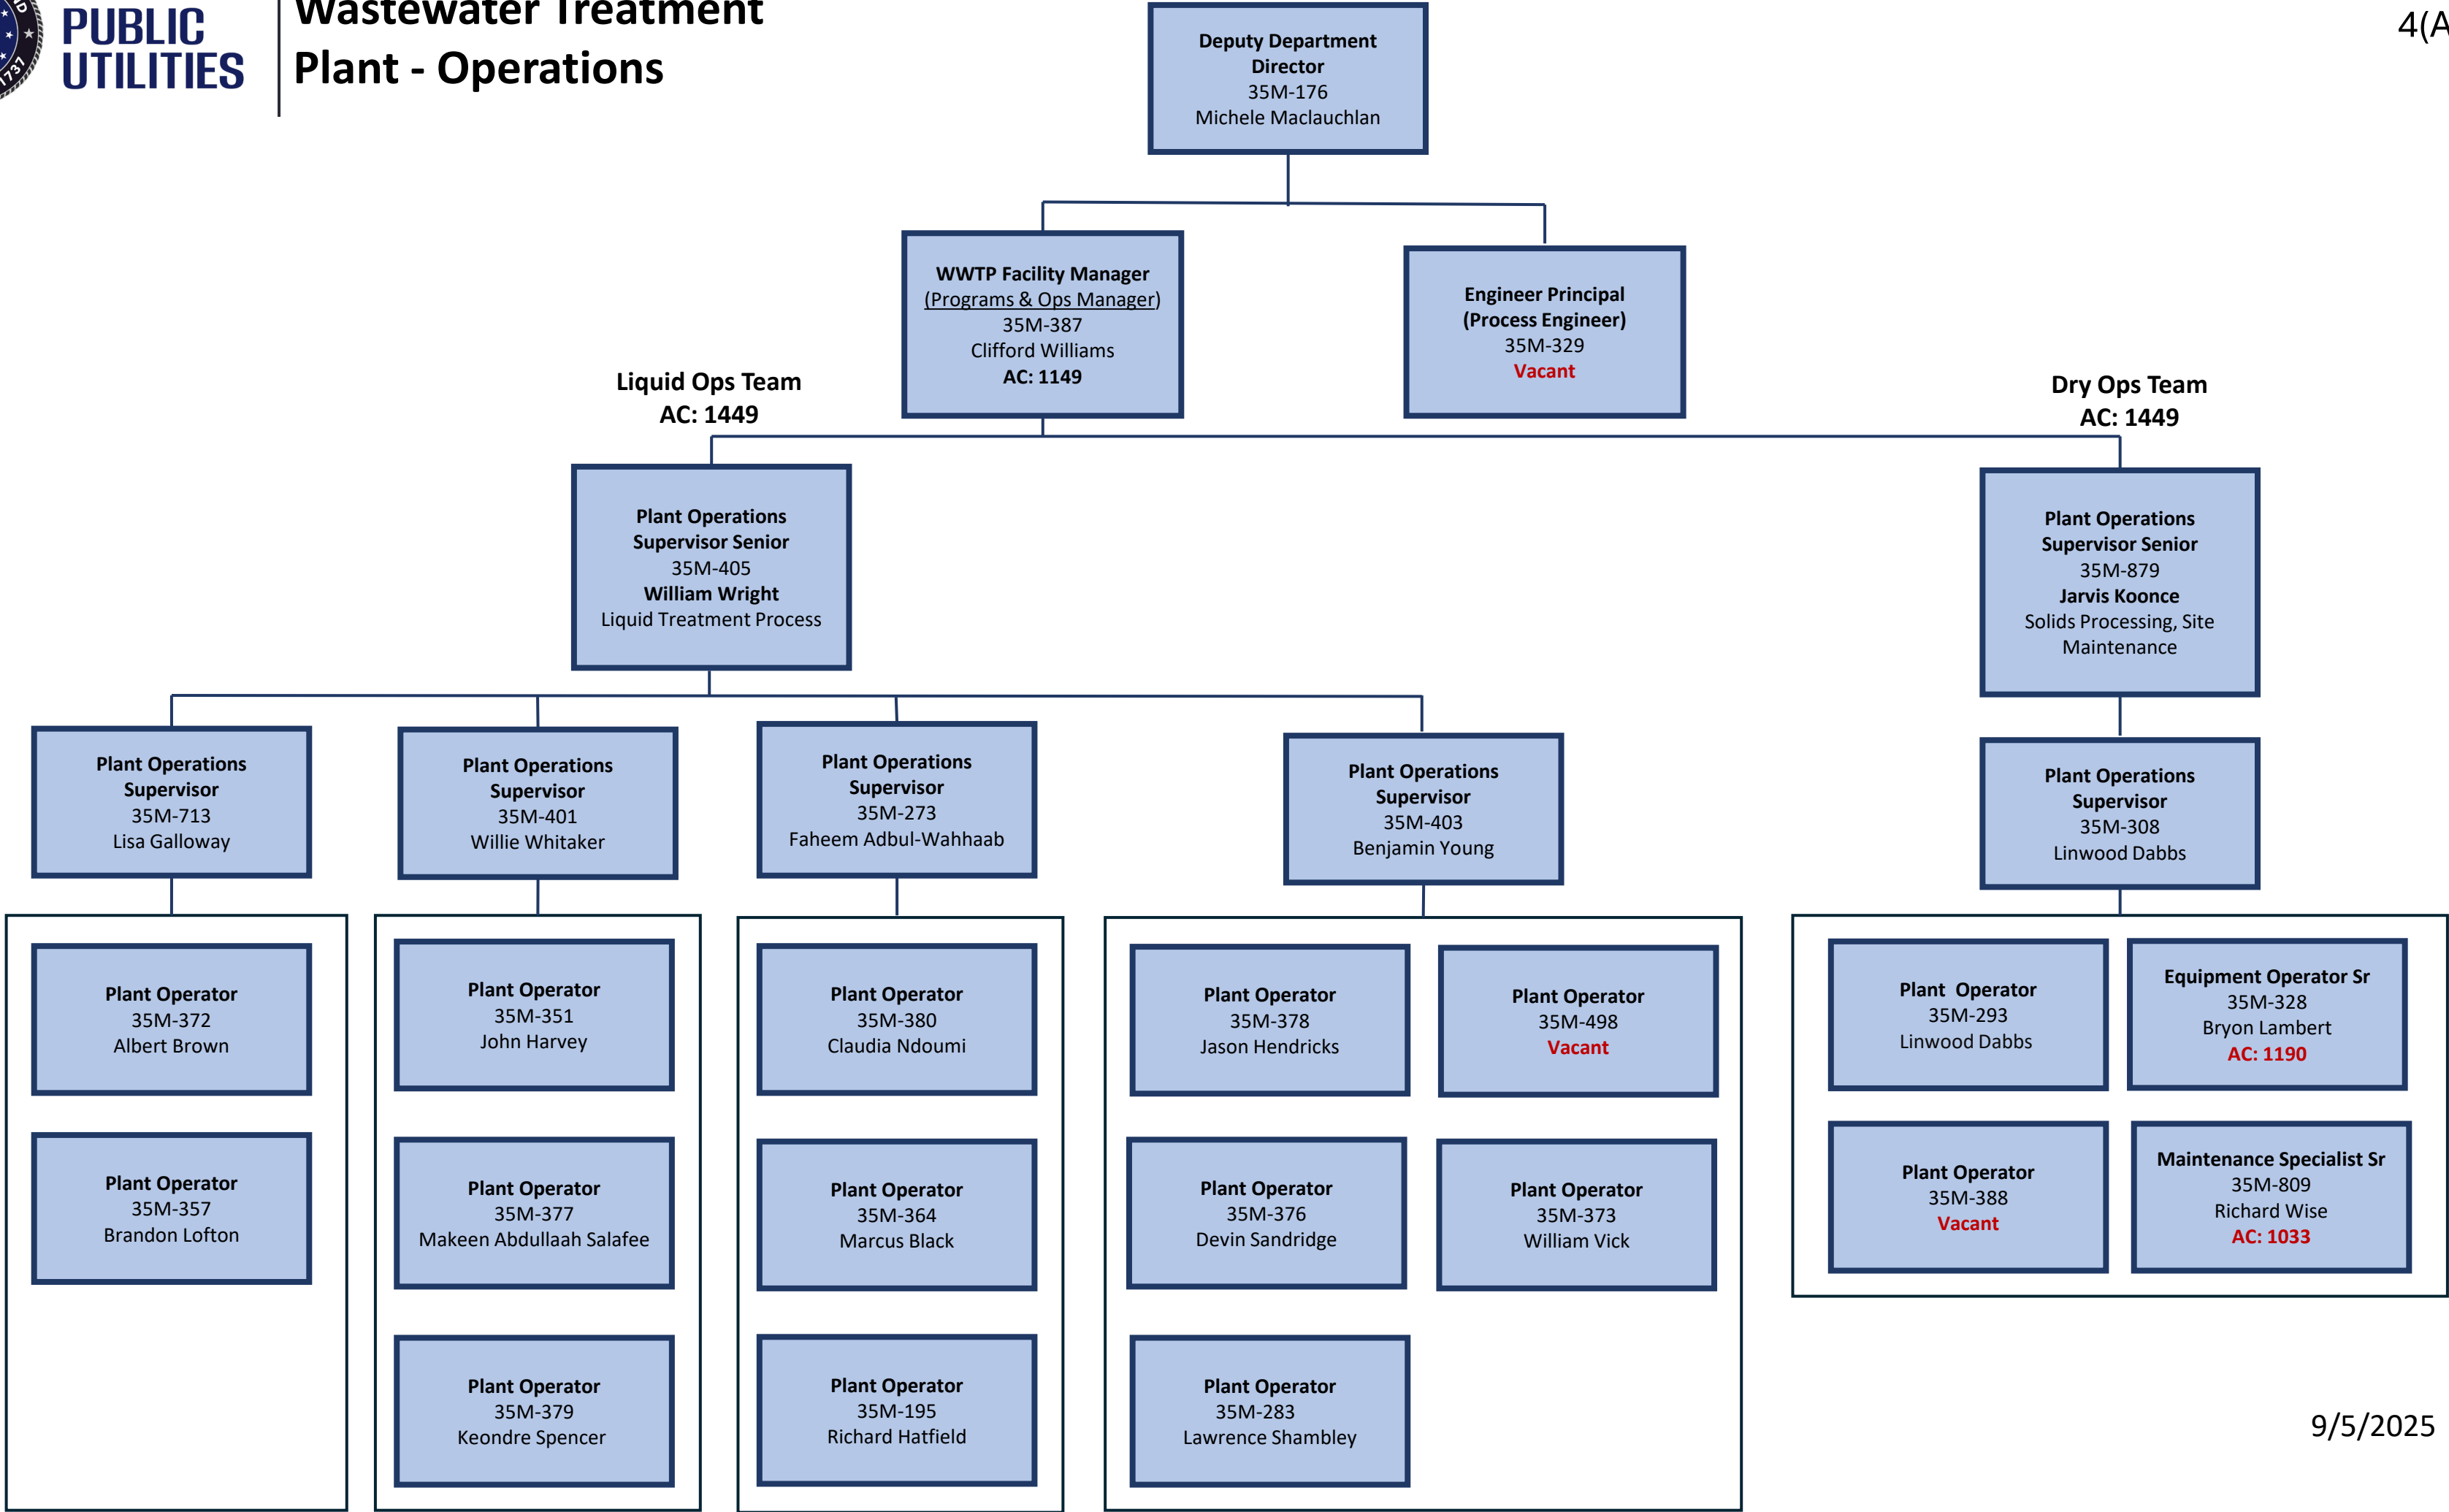 PUBLIC
UTILITIES
1737
Wastewater Treatment
Plant - Operations
4(A
Deputy Department
Director
35M-176
Michele Maclauchlan
WWTP Facility Manager
(Programs & Ops Manager)
35M-387
Clifford Williams
AC: 1149
Engineer Principal
(Process Engineer)
35M-329
Vacant
Liquid Ops Team
AC: 1449
Dry Ops Team
AC: 1449
Plant Operations
Supervisor Senior
35M-405
William Wright
Liquid Treatment Process
Plant Operations
Supervisor Senior
35M-879
Jarvis Koonce
Solids Processing, Site
Maintenance
Plant Operations
Supervisor
35M-713
Lisa Galloway
Plant Operations
Supervisor
35M-401
Willie Whitaker
Plant Operations
Supervisor
35M-273
Faheem Adbul-Wahhaab
Plant Operations
Supervisor
35M-403
Benjamin Young
Plant Operations
Supervisor
35M-308
Linwood Dabbs
Plant Operator
35M-372
Albert Brown
Plant Operator
35M-357
Brandon Lofton
Plant Operator
35M-351
John Harvey
Plant Operator
35M-377
Makeen Abdullaah Salafee
Plant Operator
35M-379
Keondre Spencer
Plant Operator
35M-380
Claudia Ndoumi
Plant Operator
35M-364
Marcus Black
Plant Operator
35M-195
Richard Hatfield
Plant Operator
35M-378
Jason Hendricks
Plant Operator
35M-498
Vacant
Plant Operator
35M-376
Devin Sandridge
Plant Operator
35M-373
William Vick
Plant Operator
35M-283
Lawrence Shambley
Plant  Operator
35M-293
Linwood Dabbs
Equipment Operator Sr
35M-328
Bryon Lambert
AC: 1190
Plant Operator
35M-388
Vacant
Maintenance Specialist Sr
35M-809
Richard Wise
AC: 1033
9/5/2025